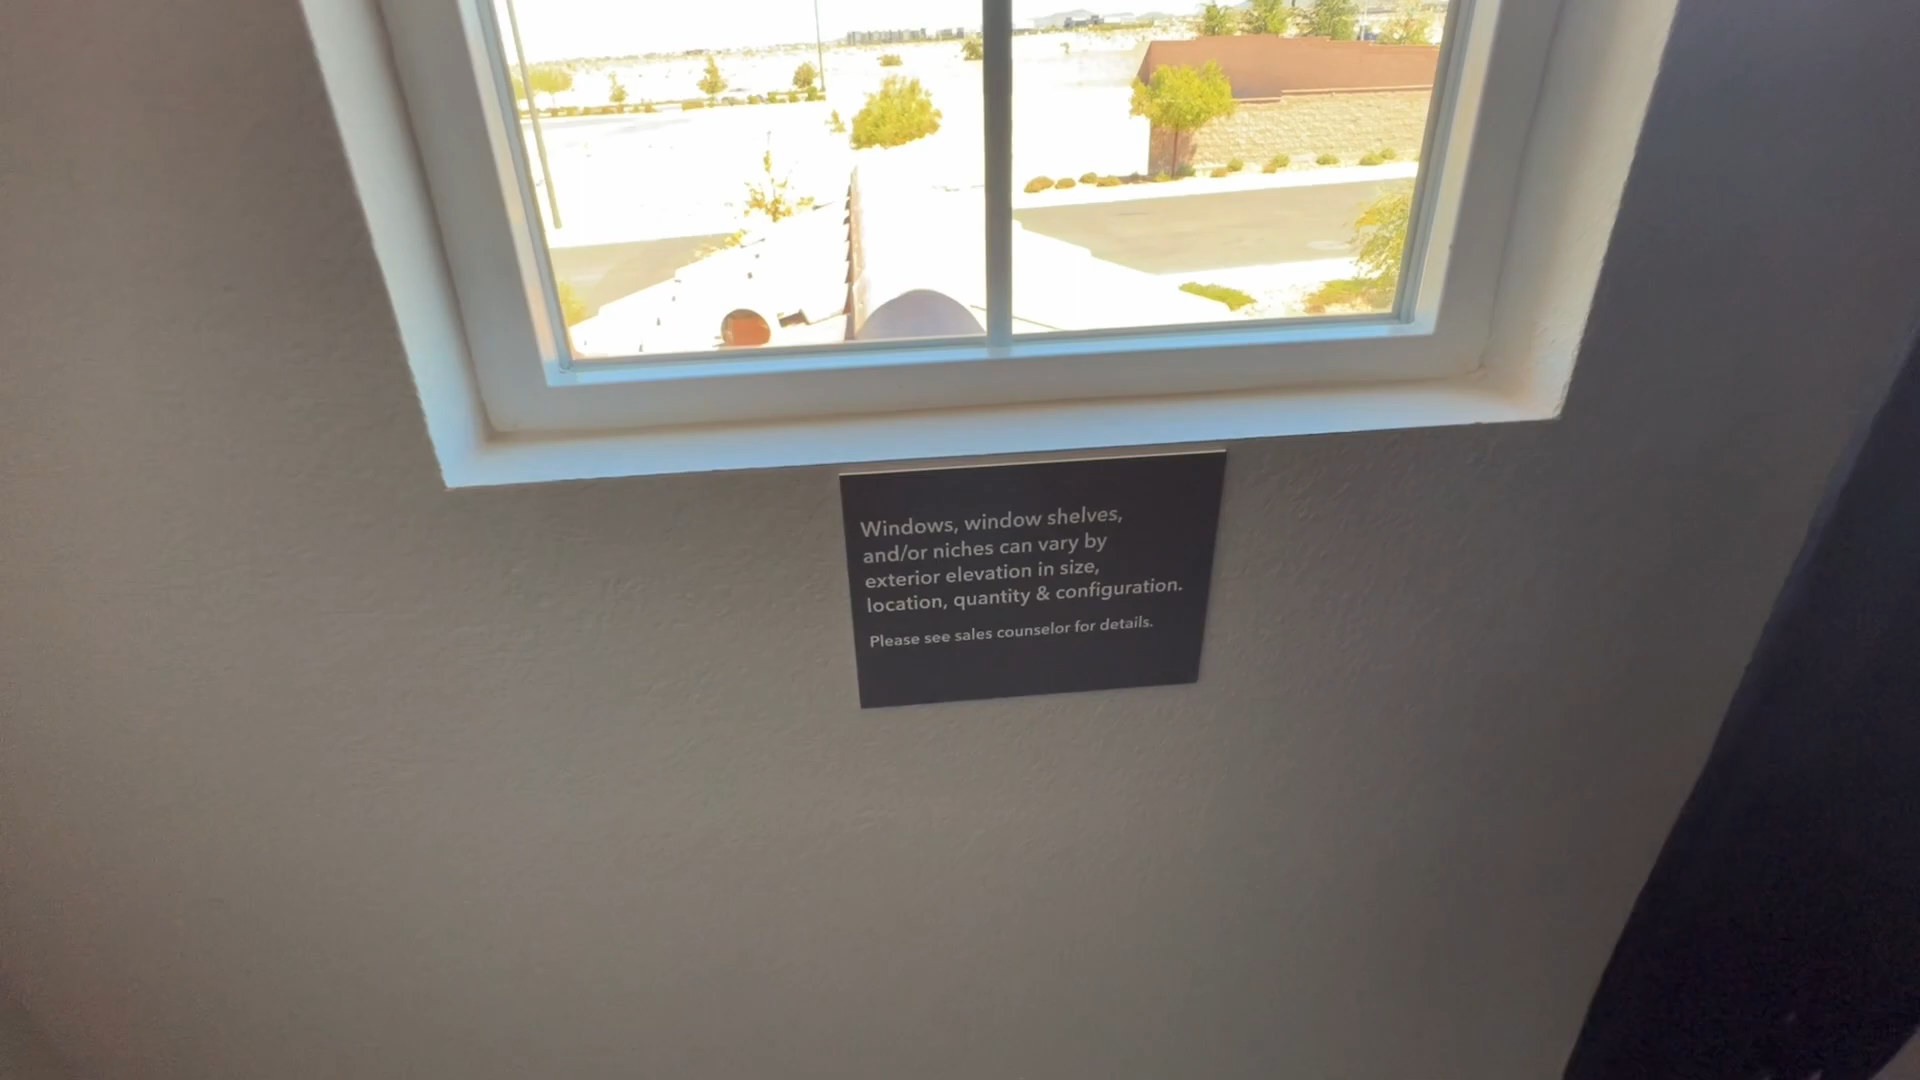 Windows, window shelves,
and/or niches can vary by
exterior elevation in size,
location, quantity & configuration.
Please see sales counselor for details.